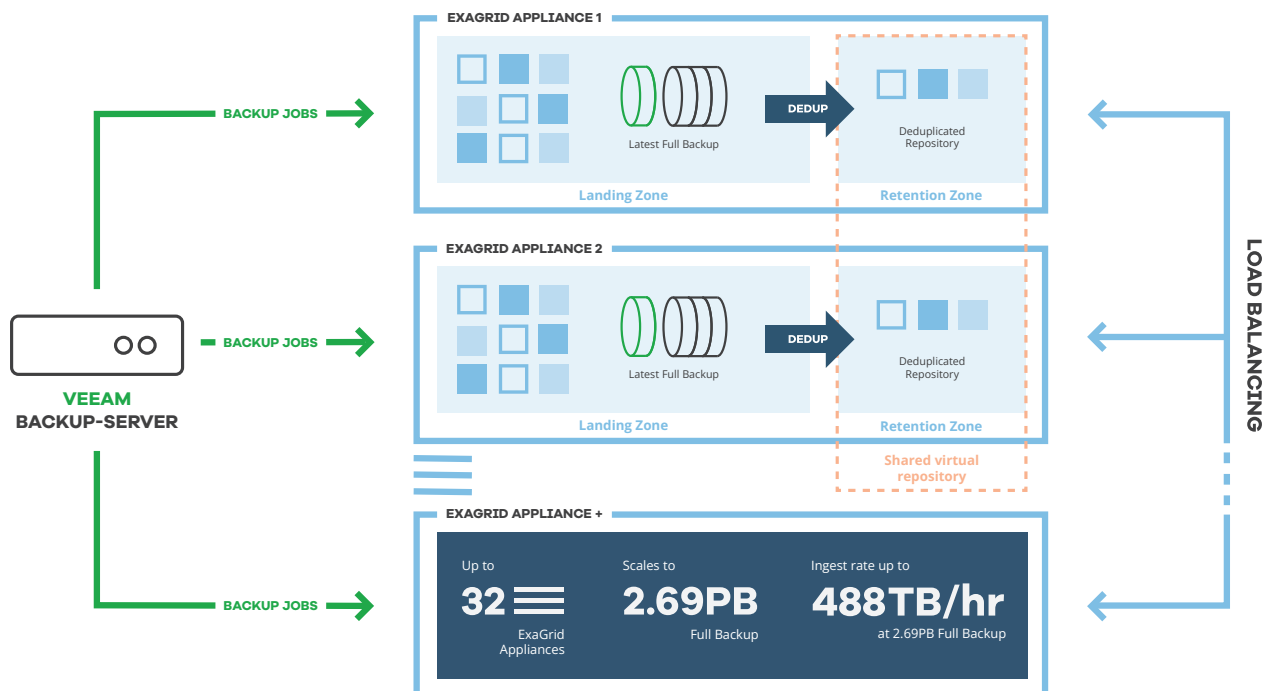 EXAGRID APPLIANCE 1
BACKUP JOBS
Latest Full Backup
DEDUP
Deduplicated
Repository
Landing Zone
Retention Zone
EXAGRID APPLIANCE 2
BACKUP JOBS
Latest Full Backup
DEDUP
Deduplicated
Repository
Landing Zone
Retention Zone
VEEAM
BACKUP-SERVER
LOAD BALANCING
Shared virtual
repository
EXAGRID APPLIANCE +
BACKUP JOBS
Up to
32
ExaGrid
Appliances
Scales to
2.69PB
Full Backup
Ingest rate up to
488TB/hr
at 2.69PB Full Backup